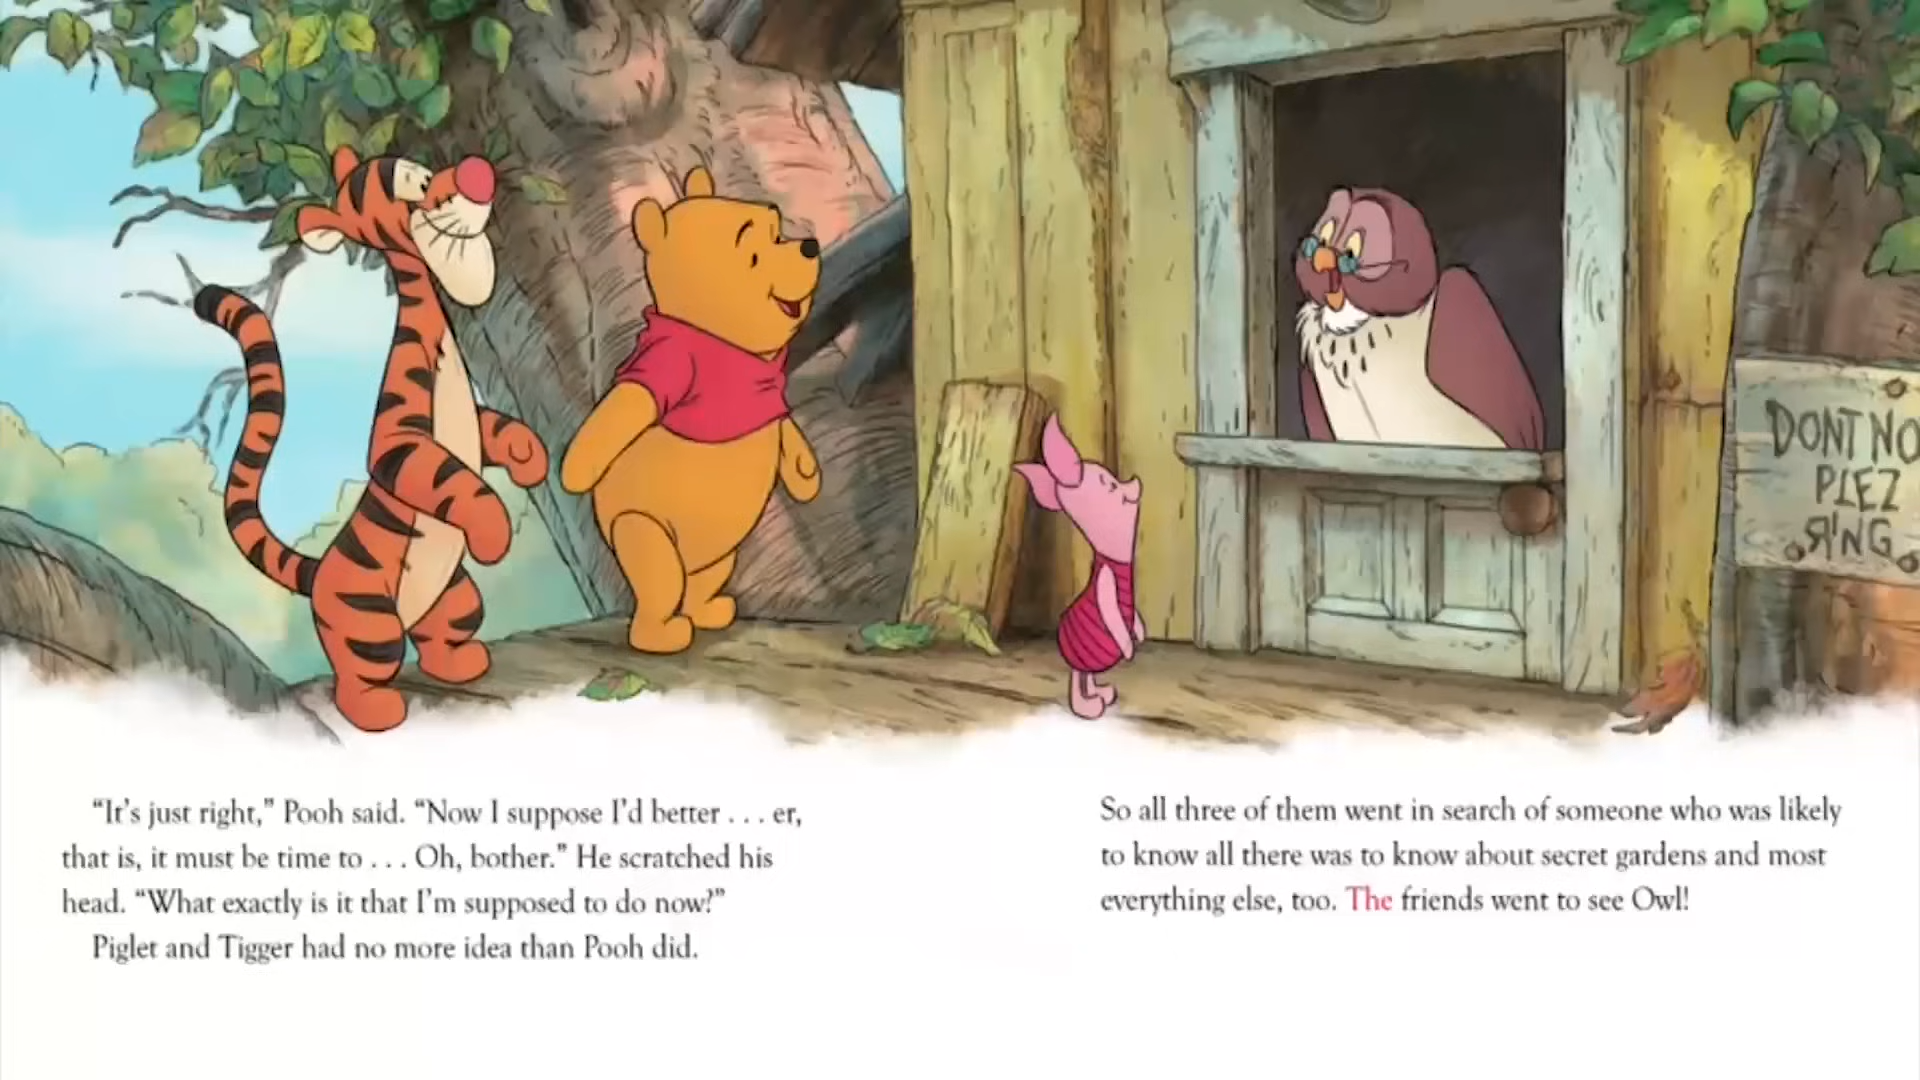 DONT NO
PLEZ
RING
“It’s just right,” Pooh said. “Now I suppose I’d better . . . er,
that is, it must be time to . . . Oh, bother.” He scratched his
head. “What exactly is it that I’m supposed to do now?”
Piglet and Tigger had no more idea than Pooh did.
So all three of them went in search of someone who was likely
to know all there was to know about secret gardens and most
everything else, too. The friends went to see Owl!